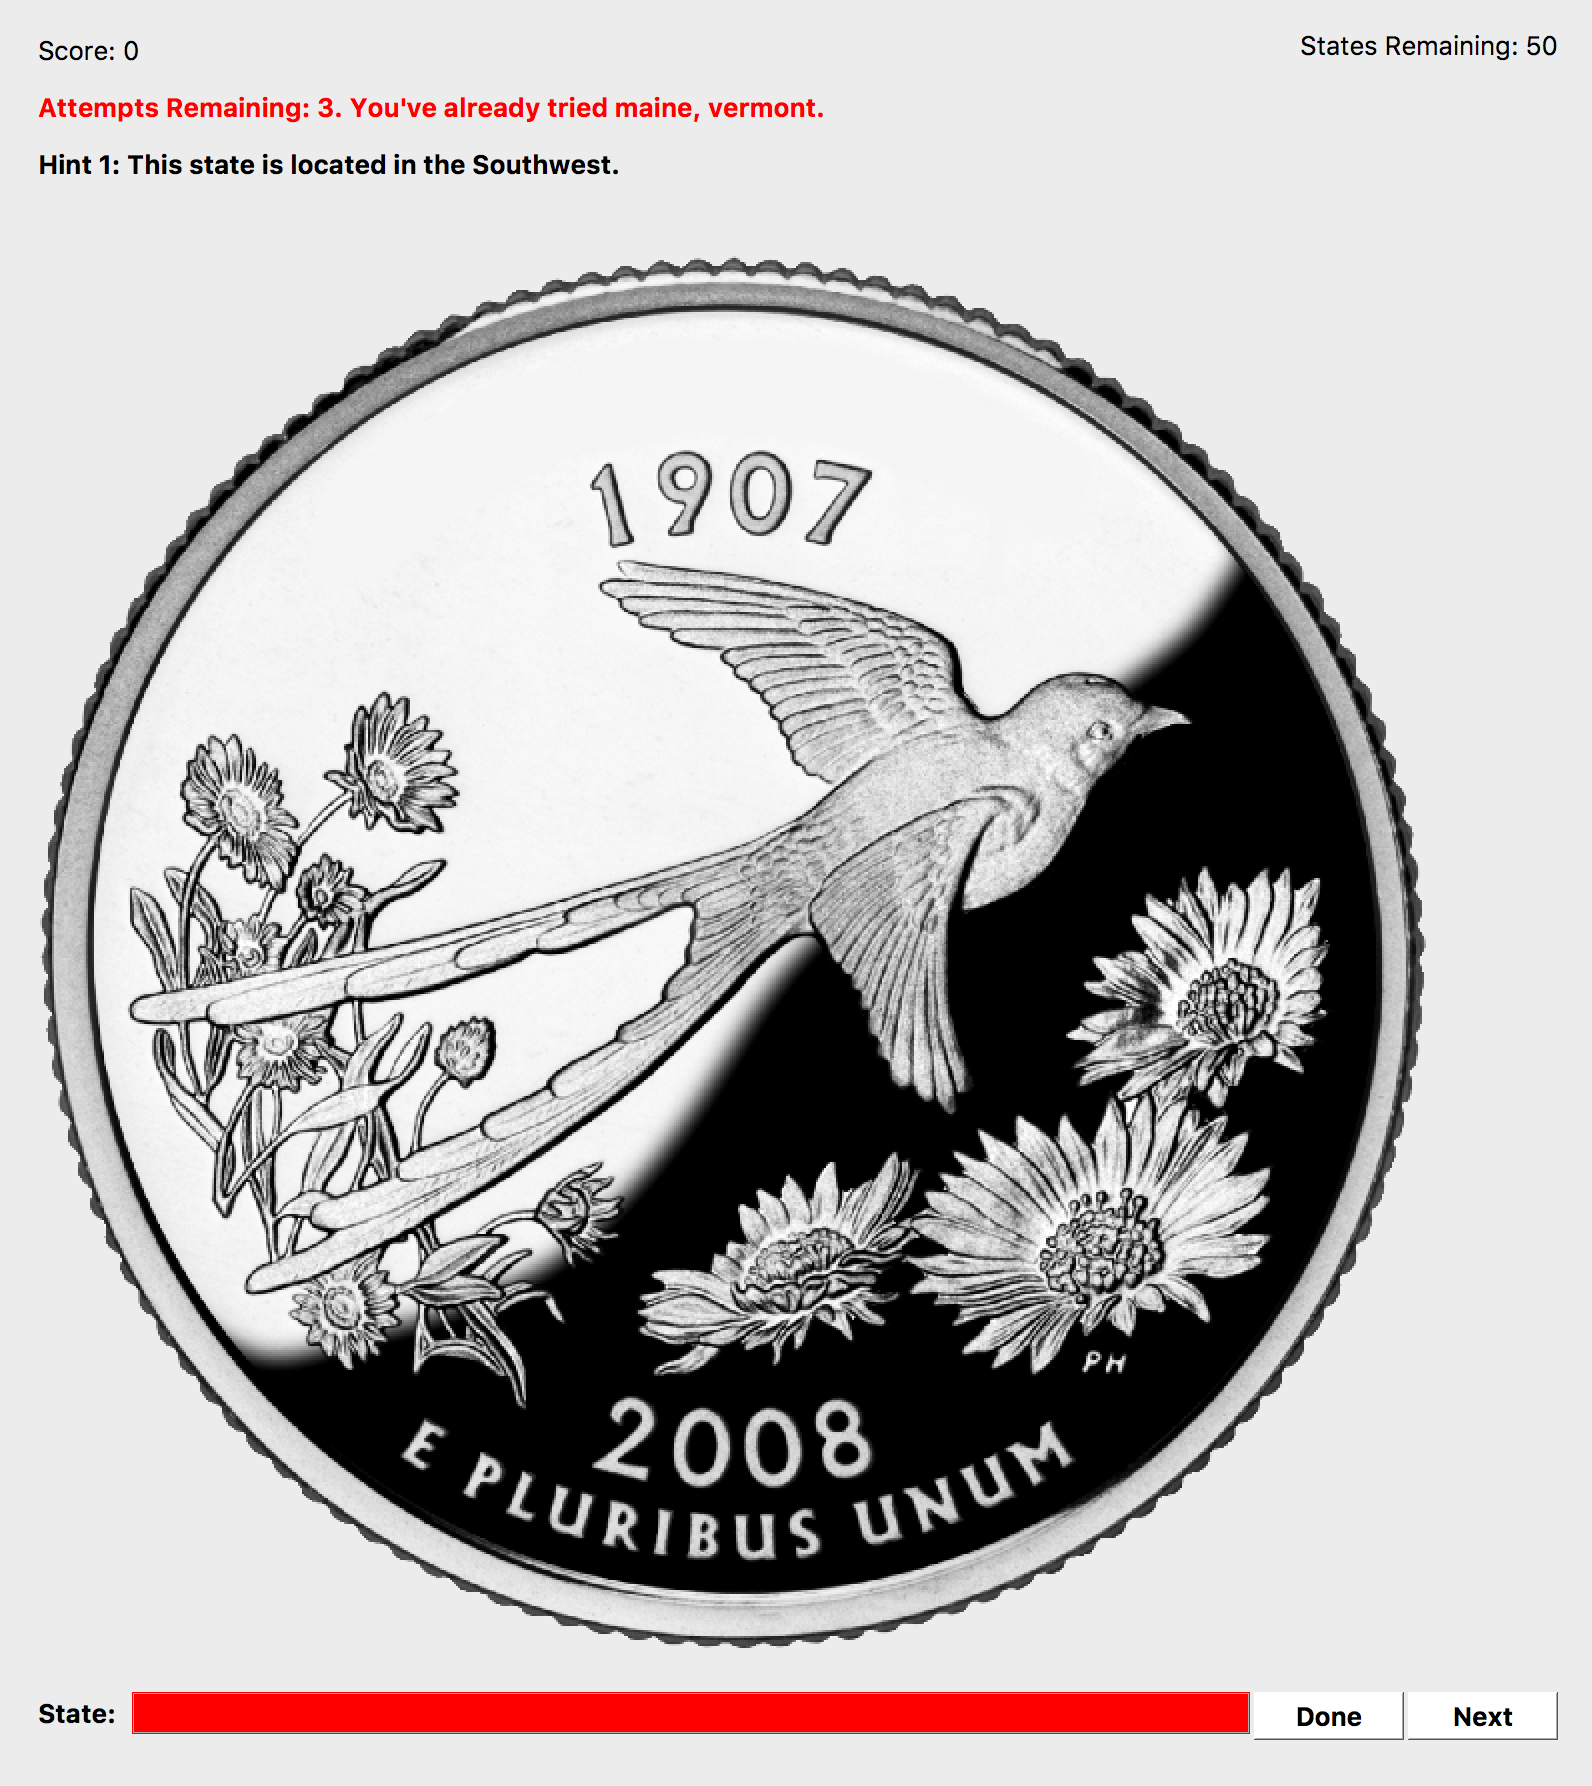 Score: 0
States Remaining: 50
Attempts Remaining: 3. You've already tried maine, vermont.
Hint 1: This state is located in the Southwest.
1907
PH
2008
E PLURIBUS UNUM
State:
Done
Next